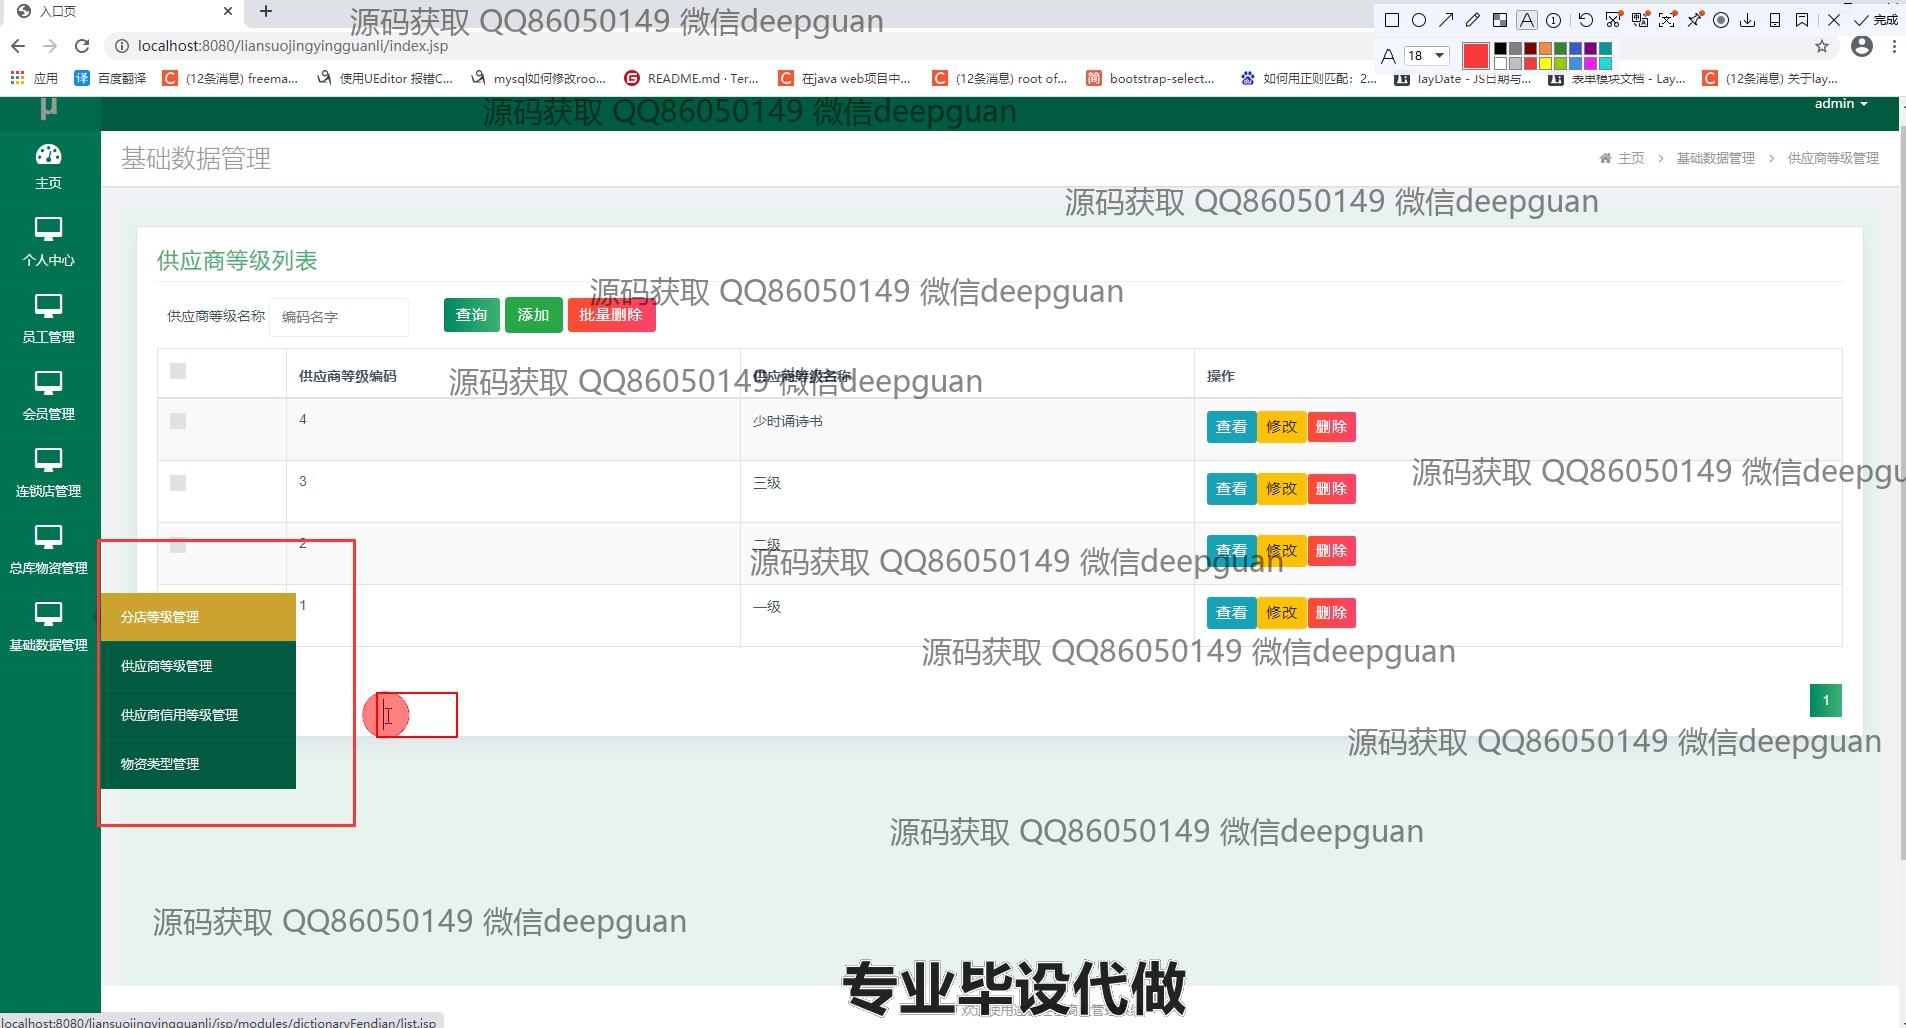 入口页
源码获取 QQ86050149 微信deepguan
完成
localhost:8080/liansuojingyingguanli/index.jsp
A 18
应用
百度翻译
(12条消息) freema...
使用UEditor 报错C...
mysql如何修改roo...
README.md · Ter...
在java web项目中...
(12条消息) root of...
bootstrap-select...
如何用正则匹配：2...
layDate - JS日期与...
表单模块文档 - Lay...
(12条消息) 关于lay...
μ
源码获取 QQ86050149 微信deepguan
admin
基础数据管理
主页 > 基础数据管理 > 供应商等级管理
主页
个人中心
员工管理
会员管理
连锁店管理
总库物资管理
基础数据管理
源码获取 QQ86050149 微信deepguan
供应商等级列表
源码获取 QQ86050149 微信deepguan
供应商等级名称 编码名字 查询 添加 批量删除
供应商等级编码 供应商等级名称 操作
源码获取 QQ86050149 微信deepguan
4 少时诵诗书 查看 修改 删除
3 三级 查看 修改 删除
源码获取 QQ86050149 微信deepgu
2 二级 查看 修改 删除
源码获取 QQ86050149 微信deepguan
1 一级 查看 修改 删除
分店等级管理
供应商等级管理
供应商信用等级管理
物资类型管理
源码获取 QQ86050149 微信deepguan
1
源码获取 QQ86050149 微信deepguan
源码获取 QQ86050149 微信deepguan
源码获取 QQ86050149 微信deepguan
专业毕设代做
localhost:8080/liansuojingyingguanli/jsp/modules/dictionaryFendian/list.jsp